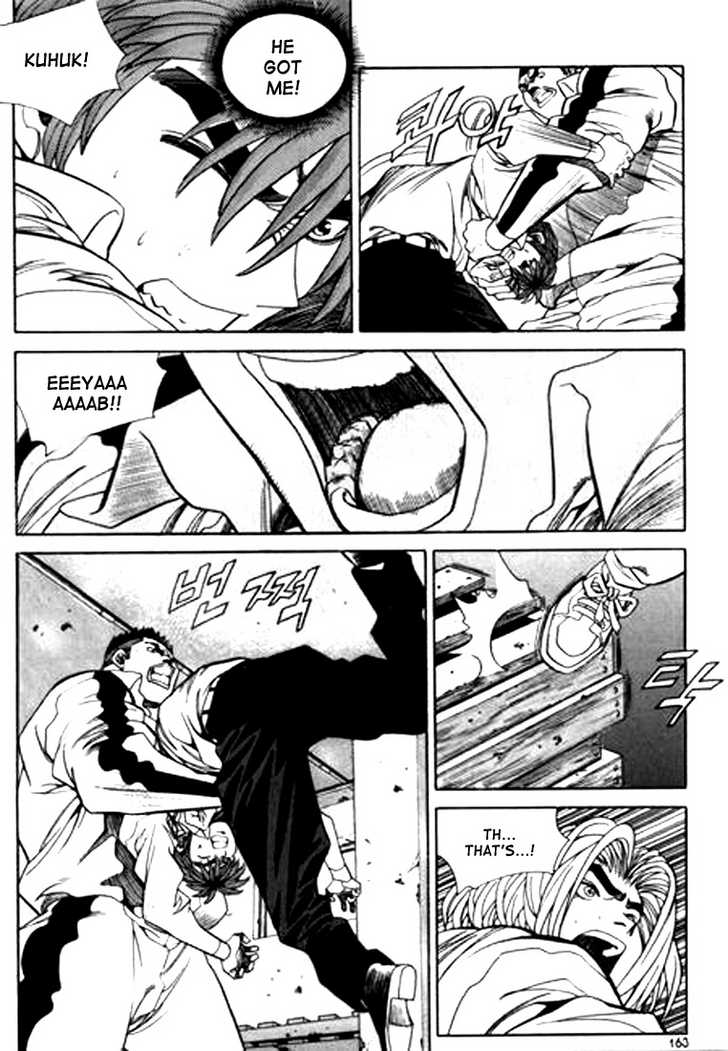 KUHUK!
HE
GOT
ME!
콰악
EEEYAAA
AAAAB!!
번쩍
탁
TH...
THAT'S...!
163